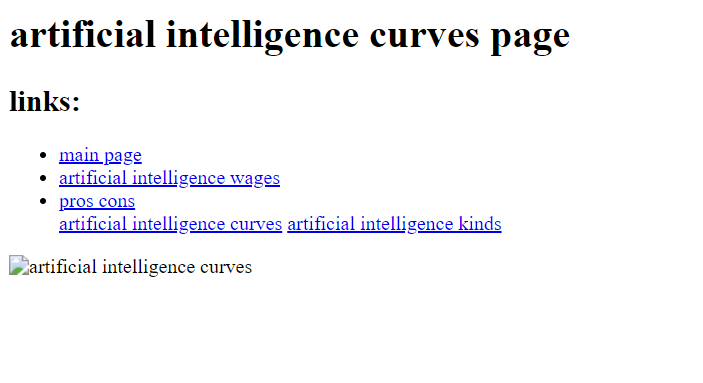 artificial intelligence curves page
links:
main page
artificial intelligence wages
pros cons
artificial intelligence curves artificial intelligence kinds
artificial intelligence curves